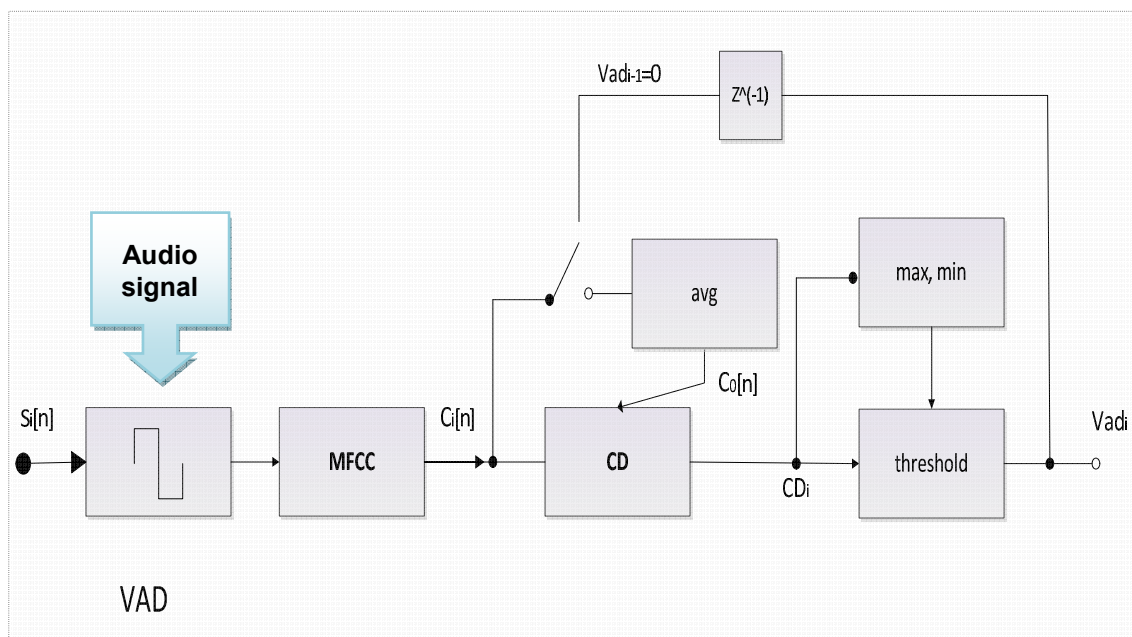 Vadi-1=0
Z^(-1)
Audio
signal
max, min
avg
C0[n]
Si[n]
Ci[n]
Vadi
MFCC
CD
threshold
CDi
VAD